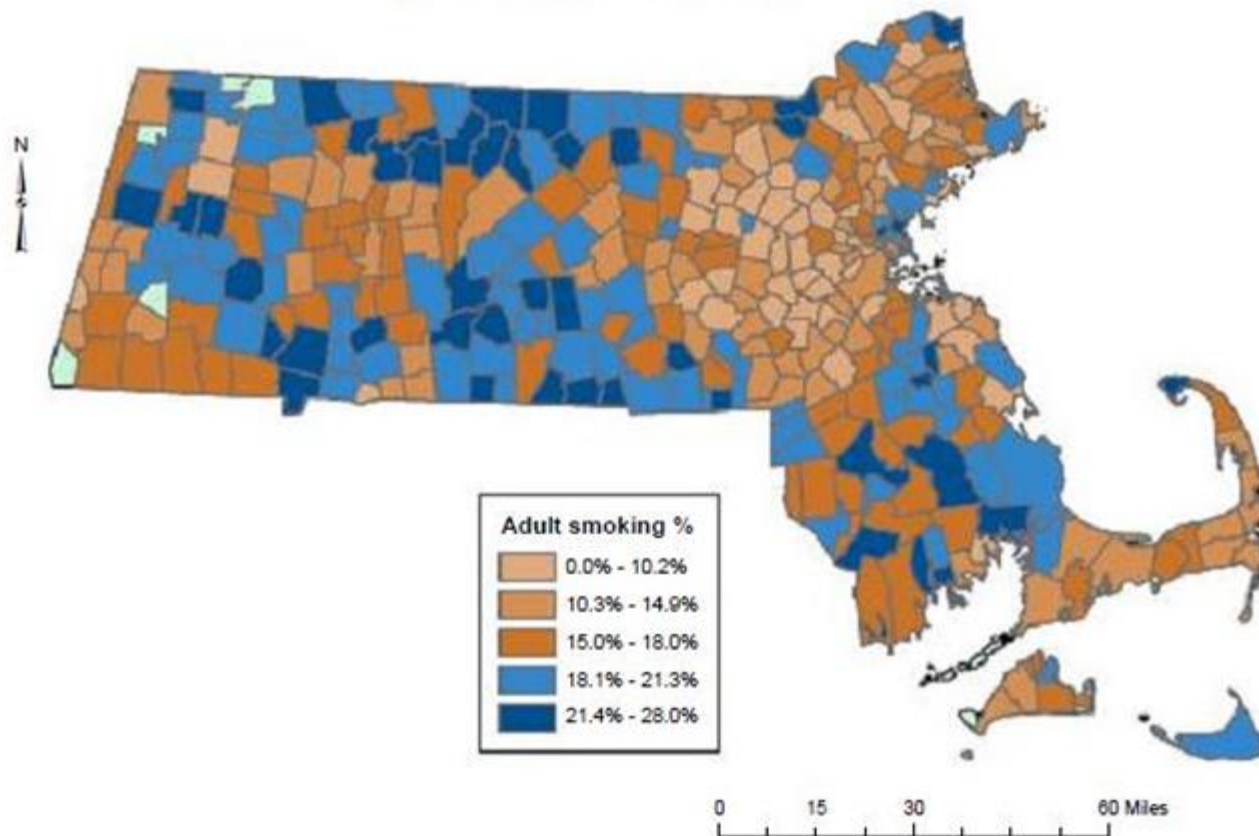 N
Adult smoking %
0.0% - 10.2%
10.3% - 14.9%
15.0% - 18.0%
18.1% - 21.3%
21.4% - 28.0%
0 15 30 60 Miles